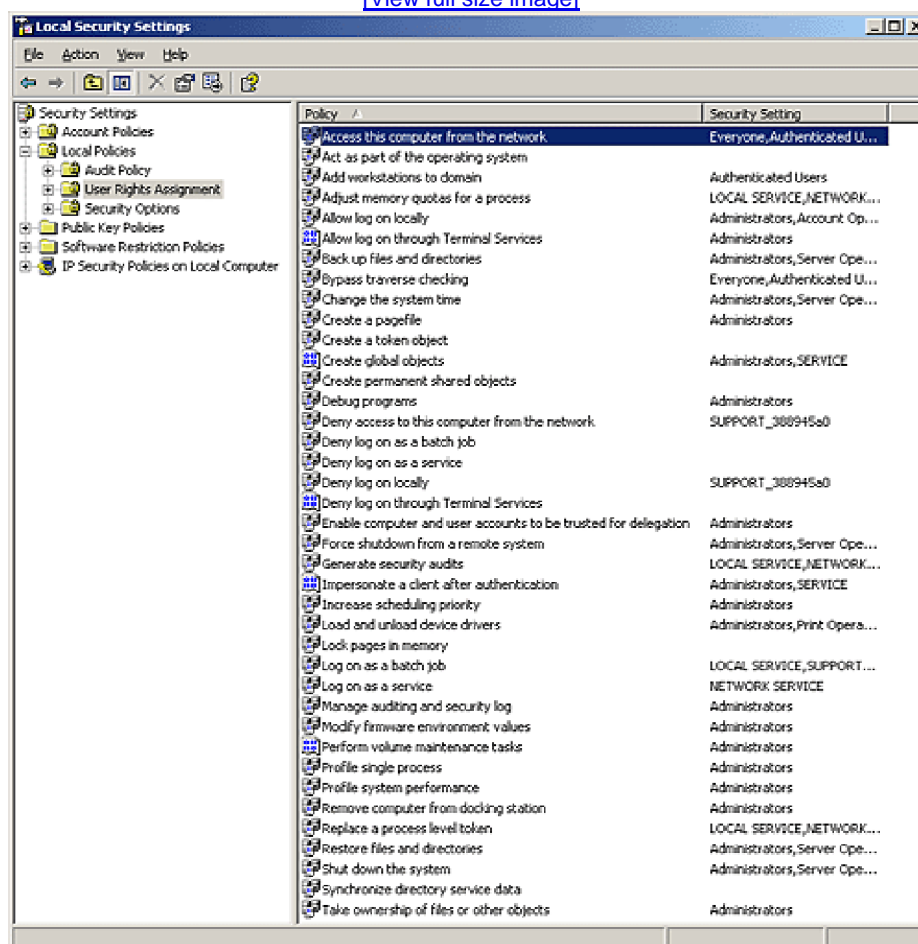 [View full size image]
Local Security Settings
File Action View Help
Security Settings
Account Policies
Local Policies
Audit Policy
User Rights Assignment
Security Options
Public Key Policies
Software Restriction Policies
IP Security Policies on Local Computer
Policy Security Setting
Access this computer from the network Everyone,Authenticated U...
Act as part of the operating system
Add workstations to domain Authenticated Users
Adjust memory quotas for a process LOCAL SERVICE,NETWORK...
Allow log on locally Administrators,Account Op...
Allow log on through Terminal Services Administrators
Back up files and directories Administrators,Server Ope...
Bypass traverse checking Everyone,Authenticated U...
Change the system time Administrators,Server Ope...
Create a pagefile Administrators
Create a token object
Create global objects Administrators,SERVICE
Create permanent shared objects
Debug programs Administrators
Deny access to this computer from the network SUPPORT_388945a0
Deny log on as a batch job
Deny log on as a service
Deny log on locally SUPPORT_388945a0
Deny log on through Terminal Services
Enable computer and user accounts to be trusted for delegation Administrators
Force shutdown from a remote system Administrators,Server Ope...
Generate security audits LOCAL SERVICE,NETWORK...
Impersonate a client after authentication Administrators,SERVICE
Increase scheduling priority Administrators
Load and unload device drivers Administrators,Print Opera...
Lock pages in memory
Log on as a batch job LOCAL SERVICE,SUPPORT...
Log on as a service NETWORK SERVICE
Manage auditing and security log Administrators
Modify firmware environment values Administrators
Perform volume maintenance tasks Administrators
Profile single process Administrators
Profile system performance Administrators
Remove computer from docking station Administrators
Replace a process level token LOCAL SERVICE,NETWORK...
Restore files and directories Administrators,Server Ope...
Shut down the system Administrators,Server Ope...
Synchronize directory service data
Take ownership of files or other objects Administrators